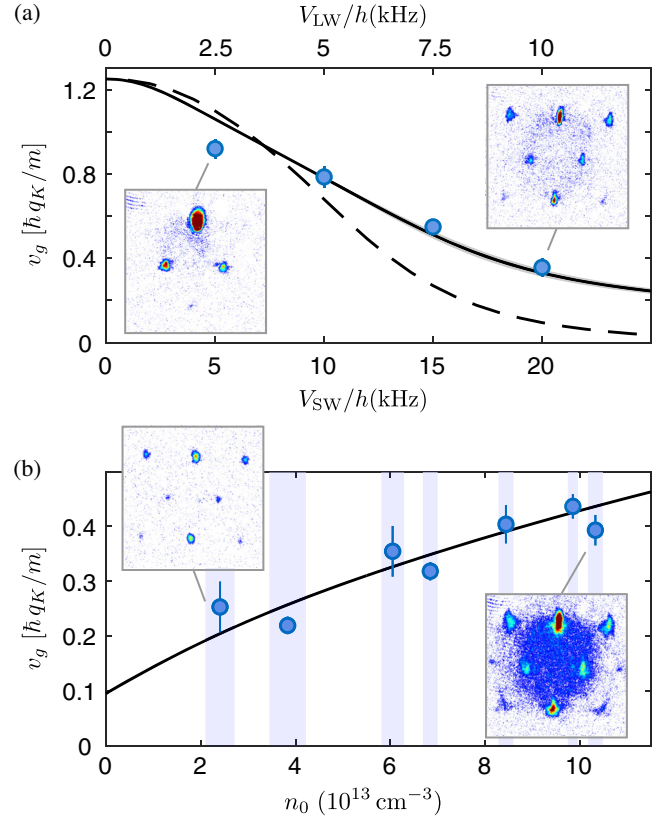 (a)
V_LW/h(kHz)
0 2.5 5 7.5 10
1.2
0.8
0.4
0
v_g [ħq_K/m]
0 5 10 15 20
V_SW/h(kHz)
(b)
0.4
0.3
0.2
0.1
0
v_g [ħq_K/m]
0 2 4 6 8 10
n_0 (10^13 cm^−3)